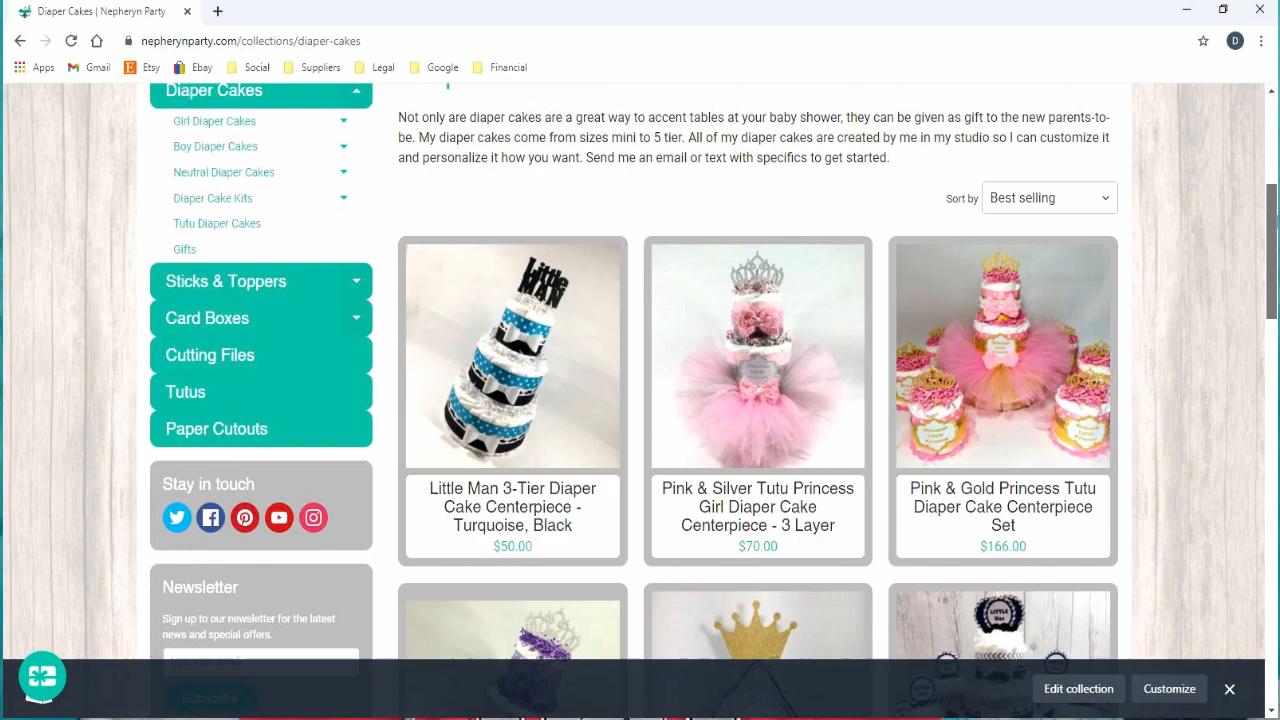 Diaper Cakes | Nepheryn Party
nepherynparty.com/collections/diaper-cakes
D
Apps Gmail Etsy Ebay Social Suppliers Legal Google Financial
Diaper Cakes
Girl Diaper Cakes
Boy Diaper Cakes
Neutral Diaper Cakes
Diaper Cake Kits
Tutu Diaper Cakes
Gifts
Sticks & Toppers
Card Boxes
Cutting Files
Tutus
Paper Cutouts
Stay in touch
Newsletter
Sign up to our newsletter for the latest
news and special offers.
Subscribe
Not only are diaper cakes are a great way to accent tables at your baby shower, they can be given as gift to the new parents-to-
be. My diaper cakes come from sizes mini to 5 tier. All of my diaper cakes are created by me in my studio so I can customize it
and personalize it how you want. Send me an email or text with specifics to get started.
Sort by Best selling
Little
MAN
Little Man 3-Tier Diaper
Cake Centerpiece -
Turquoise, Black
$50.00
Pink & Silver Tutu Princess
Girl Diaper Cake
Centerpiece - 3 Layer
$70.00
Welcome
Little
Princess
Pink & Gold Princess Tutu
Diaper Cake Centerpiece
Set
$166.00
LITTLE
Man
Edit collection
Customize